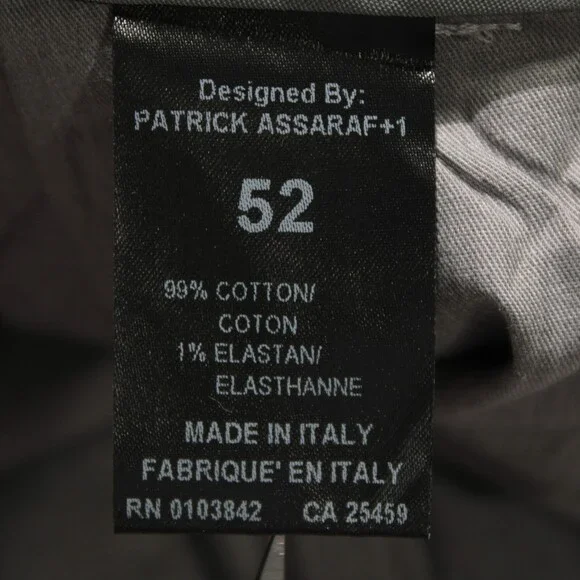 Designed By:
PATRICK ASSARAF+1
52
99% COTTON/
COTON
1% ELASTAN/
ELASTHANNE
MADE IN ITALY
FABRIQUE' EN ITALY
RN 0103842 CA 25459